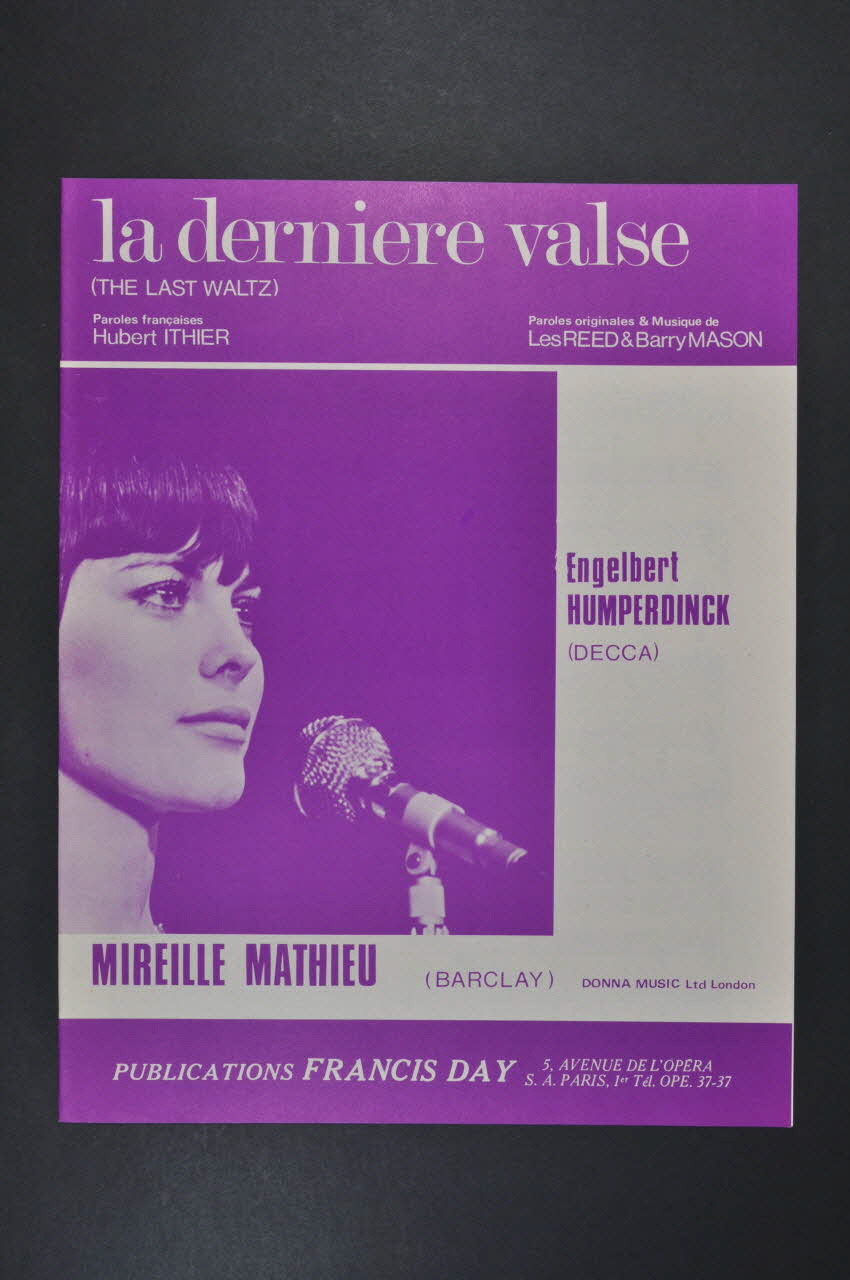 la derniere valse
(THE LAST WALTZ)
Paroles françaises
Hubert ITHIER
Paroles originales & Musique de
Les REED & Barry MASON
Engelbert
HUMPERDINCK
(DECCA)
MIREILLE MATHIEU
(BARCLAY)
DONNA MUSIC Ltd London
PUBLICATIONS FRANCIS DAY
5, AVENUE DE L'OPÉRA
S. A. PARIS, 1er Tél. OPE. 37-37